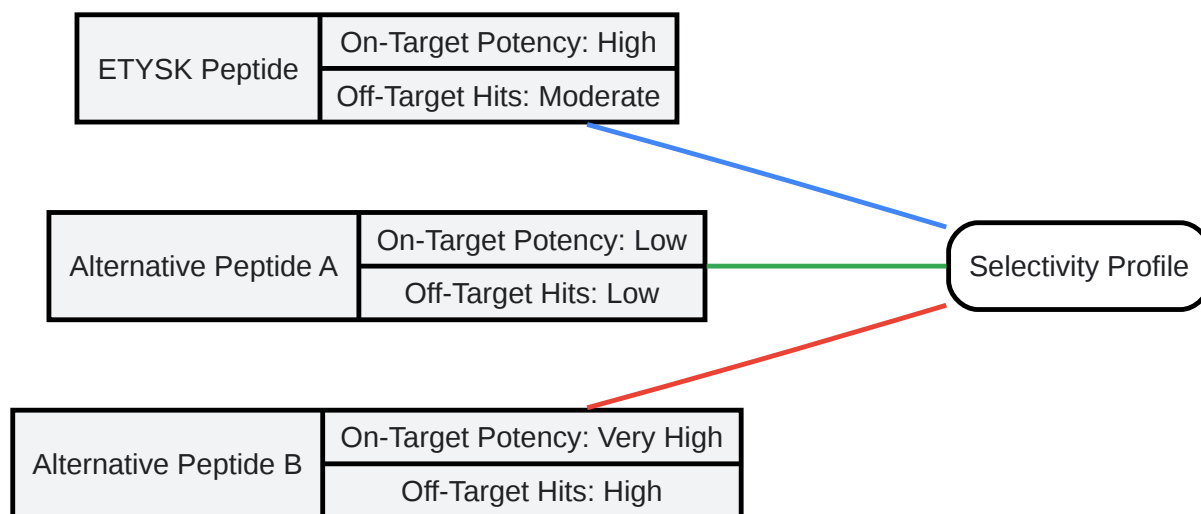 ETYSK Peptide
On-Target Potency: High
Off-Target Hits: Moderate
Alternative Peptide A
On-Target Potency: Low
Off-Target Hits: Low
Selectivity Profile
Alternative Peptide B
On-Target Potency: Very High
Off-Target Hits: High